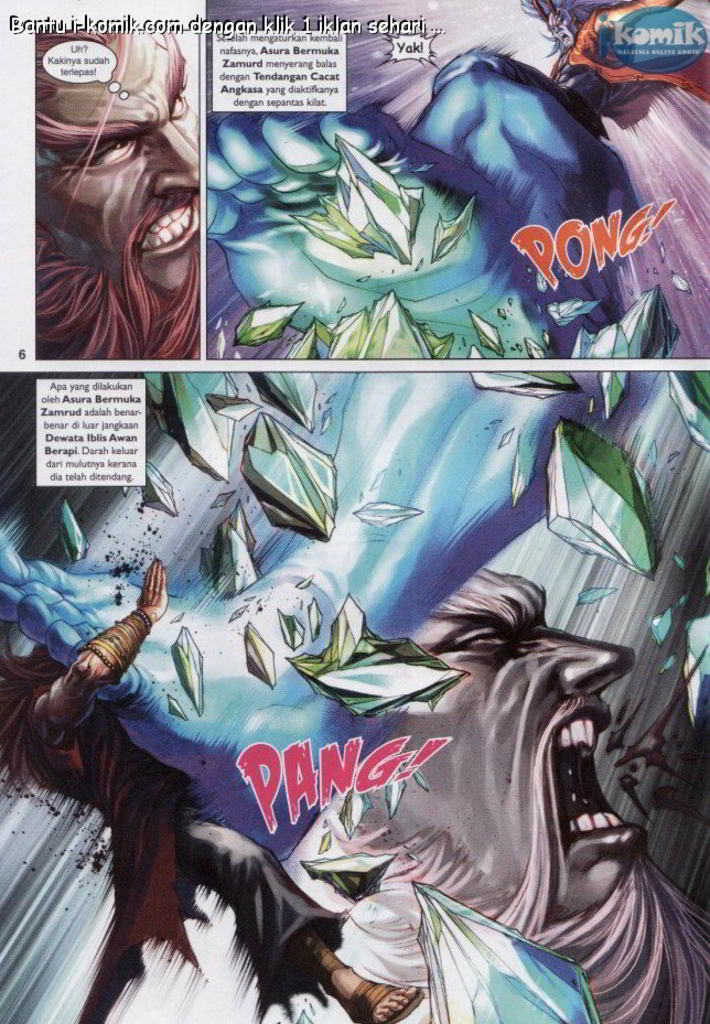 Bantu i-komik.com dengan klik 1 iklan sehari ...
komik
MALAYSIA ONLINE KOMIK
Uh?
Kakinya sudah
terlepas!
Setelah mengaturkan kembali
nafasnya, Asura Bermuka
Zamurd menyerang balas
dengan Tendangan Cacat
Angkasa yang diaktifkanya
dengan sepantas kilat.
Yak!
PONG!
6
Apa yang dilakukan
oleh Asura Bermuka
Zamrud adalah benar-
benar di luar jangkaan
Dewata Iblis Awan
Berapi. Darah keluar
dari mulutnya kerana
dia telah ditendang.
PANG!